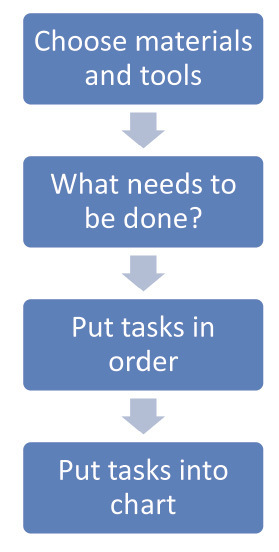 Choose materials
and tools
What needs to
be done?
Put tasks in
order
Put tasks into
chart